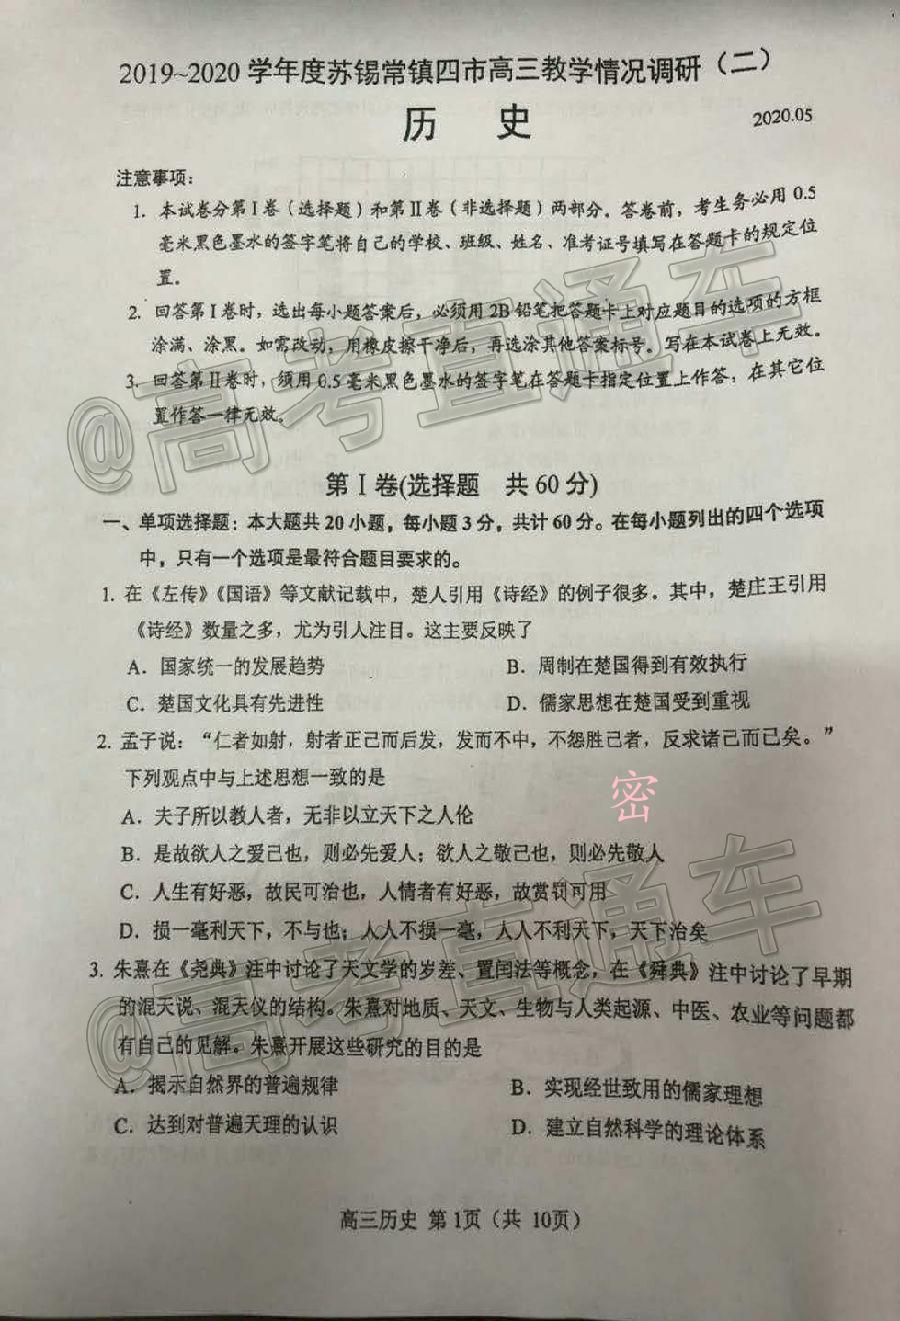 2019~2020 学年度苏锡常镇四市高三教学情况调研（二）
历 史
2020.05
注意事项：
1. 本试卷分第Ⅰ卷（选择题）和第Ⅱ卷（非选择题）两部分。答卷前，考生务必用 0.5
毫米黑色墨水的签字笔将自己的学校、班级、姓名、准考证号填写在答题卡的规定位
置。
2. 回答第Ⅰ卷时，选出每小题答案后，必须用 2B 铅笔把答题卡上对应题目的选项的方框
涂满、涂黑。如需改动，用橡皮擦干净后，再选涂其他答案标号。写在本试卷上无效。
3. 回答第Ⅱ卷时，须用 0.5 毫米黑色墨水的签字笔在答题卡指定位置上作答，在其它位
置作答一律无效。
第Ⅰ卷(选择题 共 60 分)
一、单项选择题：本大题共 20 小题，每小题 3 分，共计 60 分。在每小题列出的四个选项
中，只有一个选项是最符合题目要求的。
1. 在《左传》《国语》等文献记载中，楚人引用《诗经》的例子很多。其中，楚庄王引用
《诗经》数量之多，尤为引人注目。这主要反映了
A. 国家统一的发展趋势 B. 周制在楚国得到有效执行
C. 楚国文化具有先进性 D. 儒家思想在楚国受到重视
2. 孟子说：“仁者如射，射者正己而后发，发而不中，不怨胜己者，反求诸己而已矣。”
下列观点中与上述思想一致的是
A. 夫子所以教人者，无非以立天下之人伦
B. 是故欲人之爱己也，则必先爱人；欲人之敬己也，则必先敬人
C. 人生有好恶，故民可治也，人情者有好恶，故赏罚可用
D. 损一毫利天下，不与也；人人不损一毫，人人不利天下，天下治矣
密
3. 朱熹在《尧典》注中讨论了天文学的岁差、置闰法等概念，在《舜典》注中讨论了早期
的混天说、混天仪的结构。朱熹对地质、天文、生物与人类起源、中医、农业等问题都
有自己的见解。朱熹开展这些研究的目的是
A. 揭示自然界的普遍规律 B. 实现经世致用的儒家理想
C. 达到对普遍天理的认识 D. 建立自然科学的理论体系
高三历史 第 1页（共 10页）
@高考直通车
@高考直通车